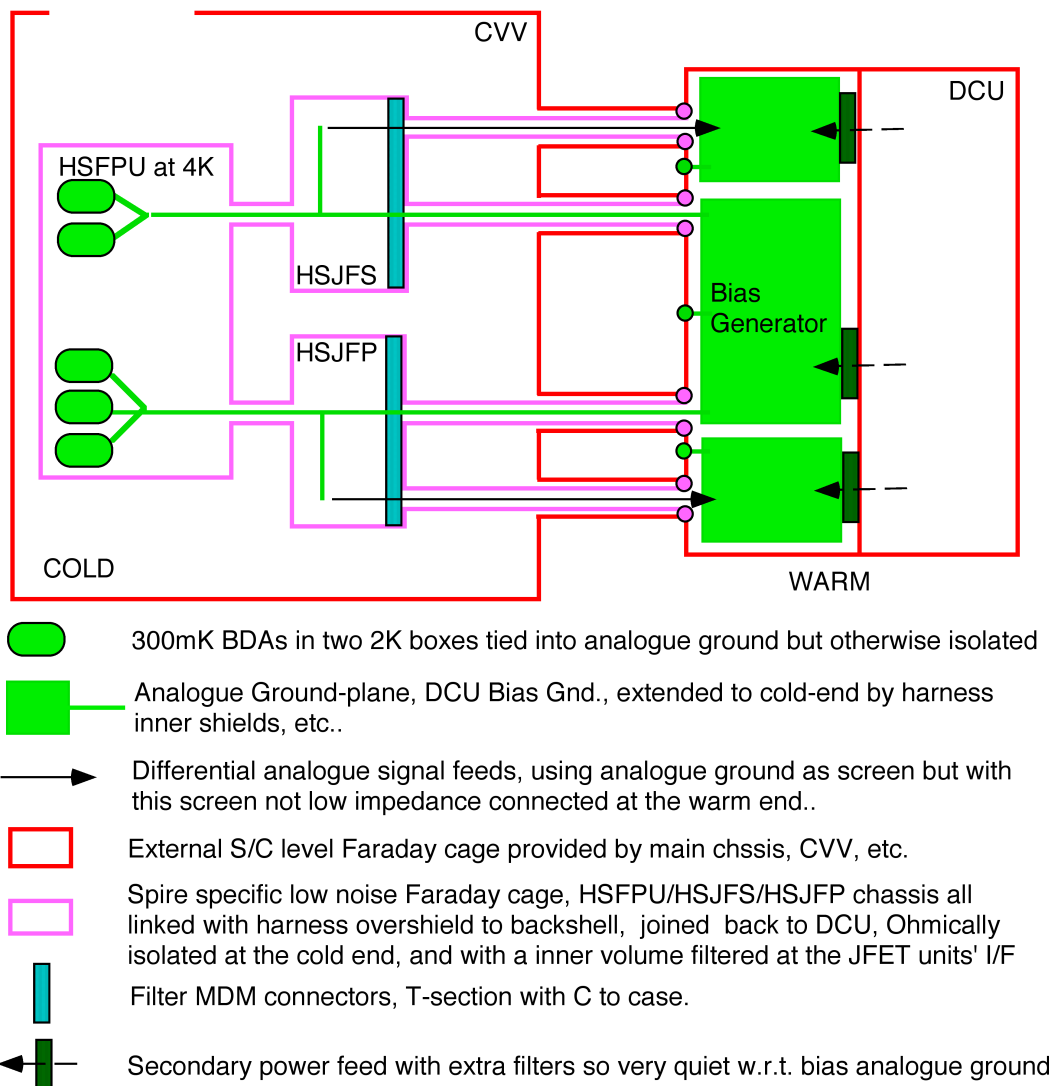 CVV
DCU
HSFPU at 4K
HSJFS
Bias
Generator
HSJFP
COLD
WARM
300mK BDAs in two 2K boxes tied into analogue ground but otherwise isolated
Analogue Ground-plane, DCU Bias Gnd., extended to cold-end by harness
inner shields, etc..
Differential analogue signal feeds, using analogue ground as screen but with
this screen not low impedance connected at the warm end..
External S/C level Faraday cage provided by main chssis, CVV, etc.
Spire specific low noise Faraday cage, HSFPU/HSJFS/HSJFP chassis all
linked with harness overshield to backshell, joined back to DCU, Ohmically
isolated at the cold end, and with a inner volume filtered at the JFET units' I/F
Filter MDM connectors, T-section with C to case.
Secondary power feed with extra filters so very quiet w.r.t. bias analogue ground